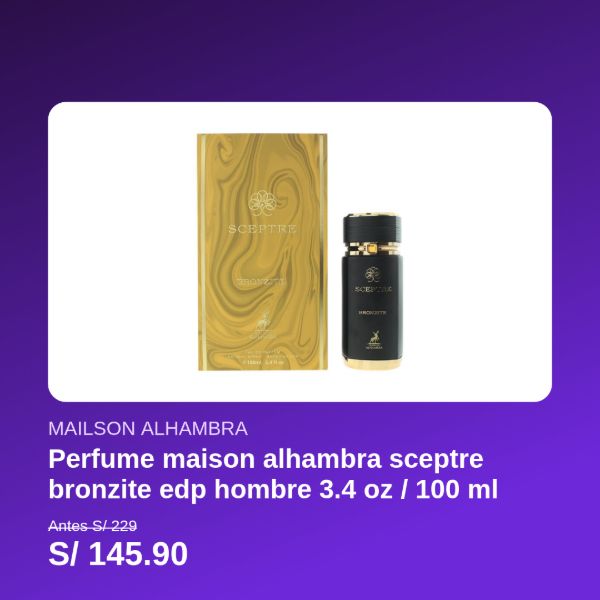 SCEPTRE
BRONZITE
SCEPTRE
BRONZITE
MAILSON ALHAMBRA
Perfume maison alhambra sceptre
bronzite edp hombre 3.4 oz / 100 ml
Antes S/ 229
S/ 145.90